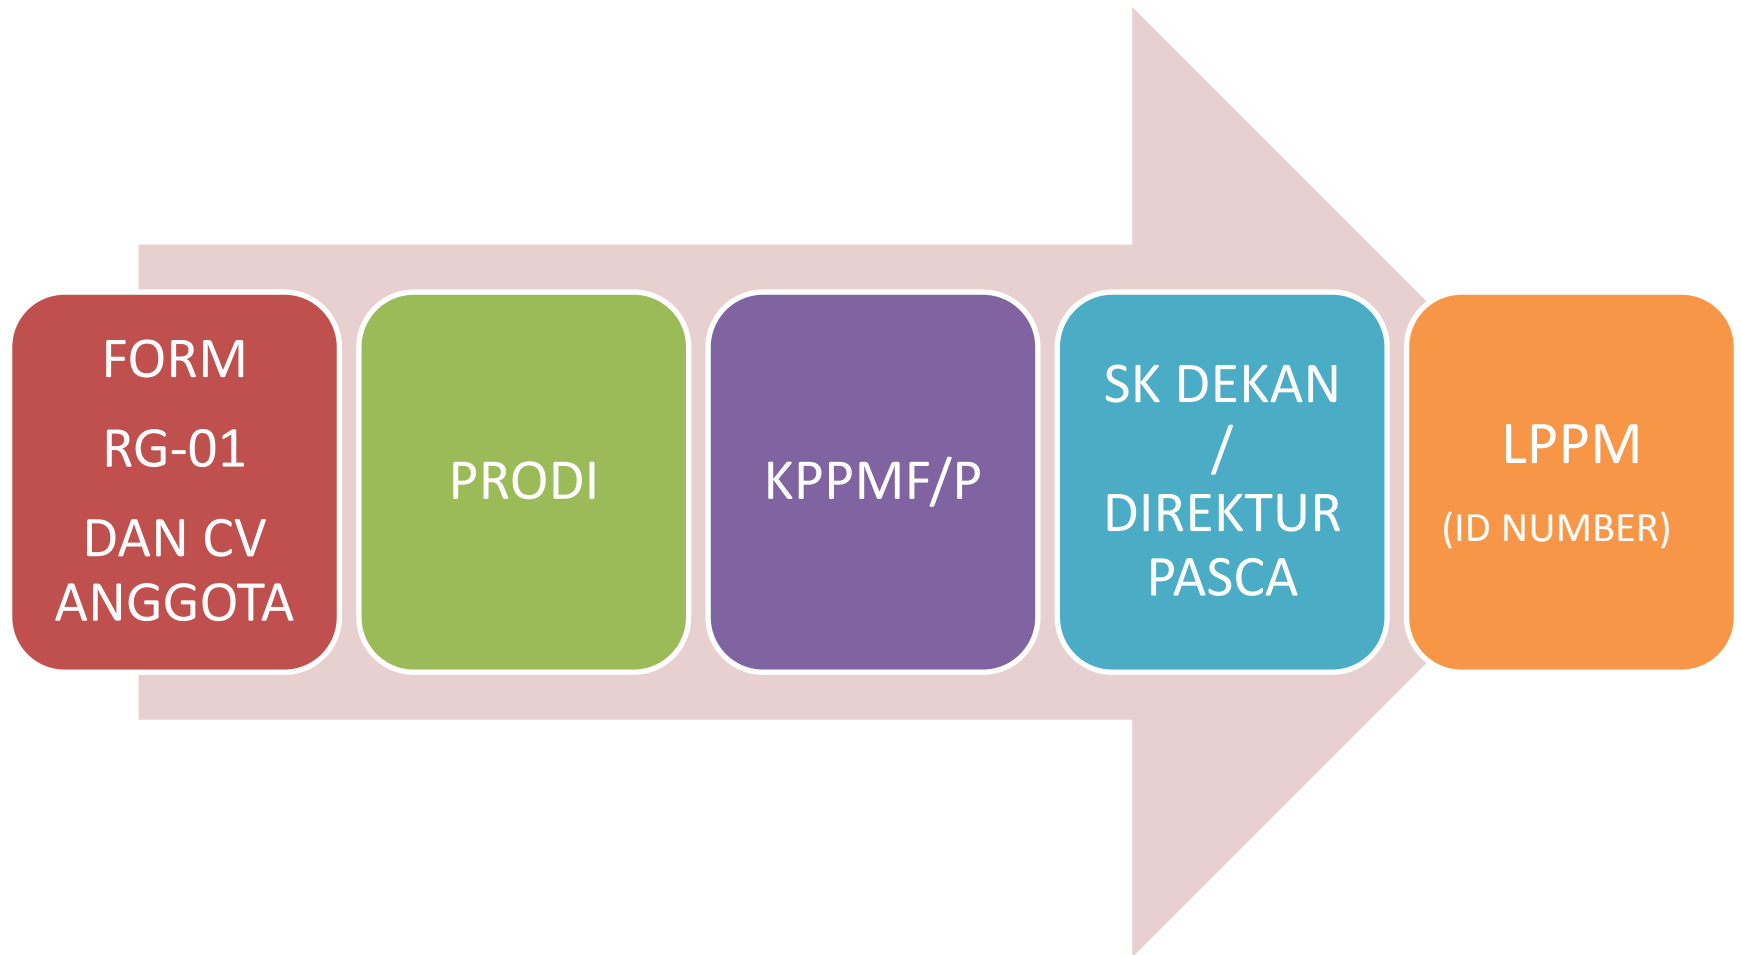 FORM
RG-01
DAN CV
ANGGOTA
PRODI
KPPMF/P
SK DEKAN
/
DIREKTUR
PASCA
LPPM
(ID NUMBER)